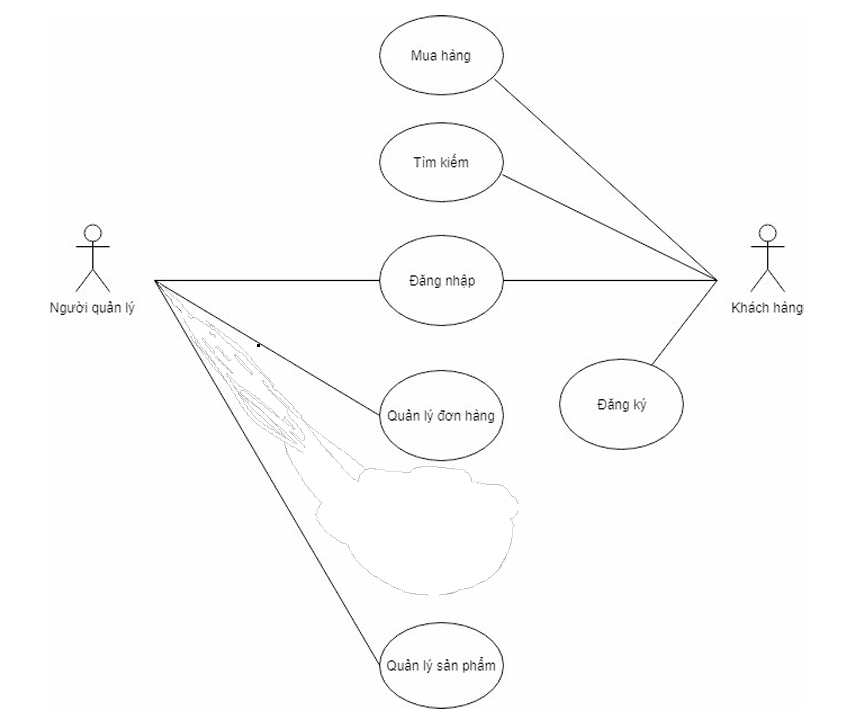 Mua hàng
Tìm kiếm
Đăng nhập
Người quản lý
Khách hàng
Đăng ký
Quản lý đơn hàng
Quản lý sản phẩm